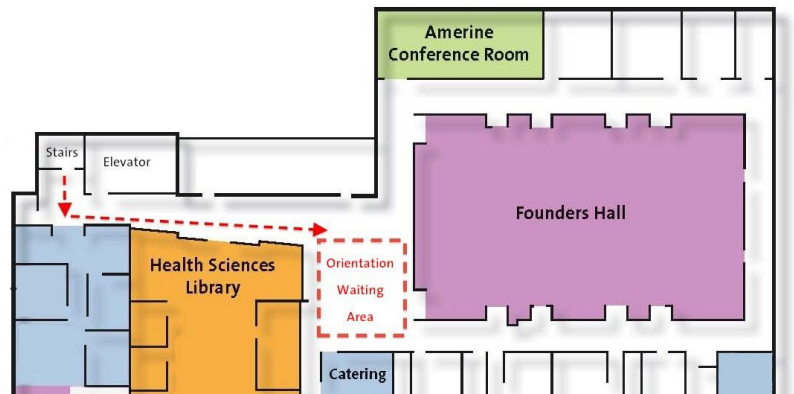 Amerine
Conference Room
Stairs
Elevator
Founders Hall
Health Sciences
Library
Orientation
Waiting
Area
Catering